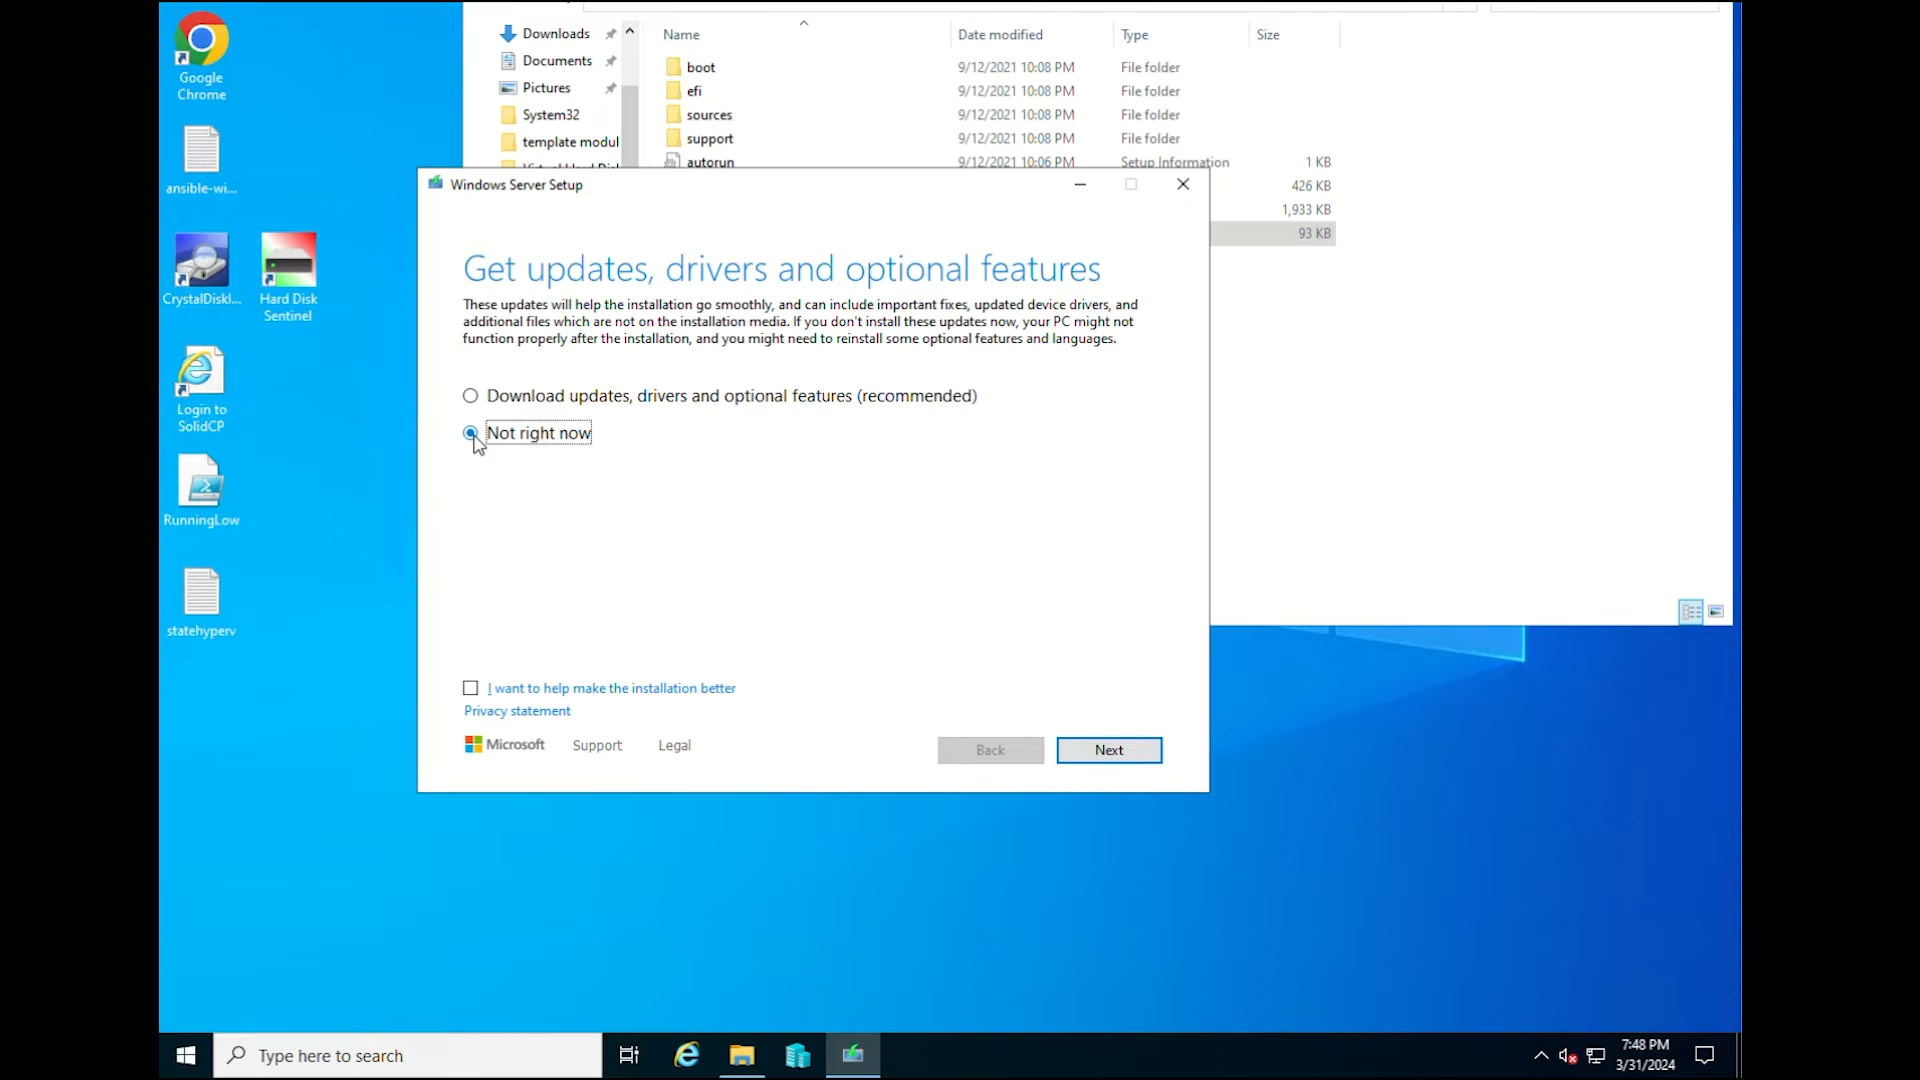 Google
Chrome
ansible-wi...
CrystalDiskI...
Hard Disk
Sentinel
Login to
SolidCP
RunningLow
statehyperv
Downloads
Documents
Pictures
System32
template modul
Name
Date modified
Type
Size
boot
9/12/2021 10:08 PM
File folder
efi
9/12/2021 10:08 PM
File folder
sources
9/12/2021 10:08 PM
File folder
support
9/12/2021 10:08 PM
File folder
autorun
9/12/2021 10:06 PM
Setup Information
1 KB
426 KB
1,933 KB
93 KB
Windows Server Setup
Get updates, drivers and optional features
These updates will help the installation go smoothly, and can include important fixes, updated device drivers, and
additional files which are not on the installation media. If you don't install these updates now, your PC might not
function properly after the installation, and you might need to reinstall some optional features and languages.
Download updates, drivers and optional features (recommended)
Not right now
I want to help make the installation better
Privacy statement
Microsoft
Support
Legal
Back
Next
Type here to search
7:48 PM
3/31/2024